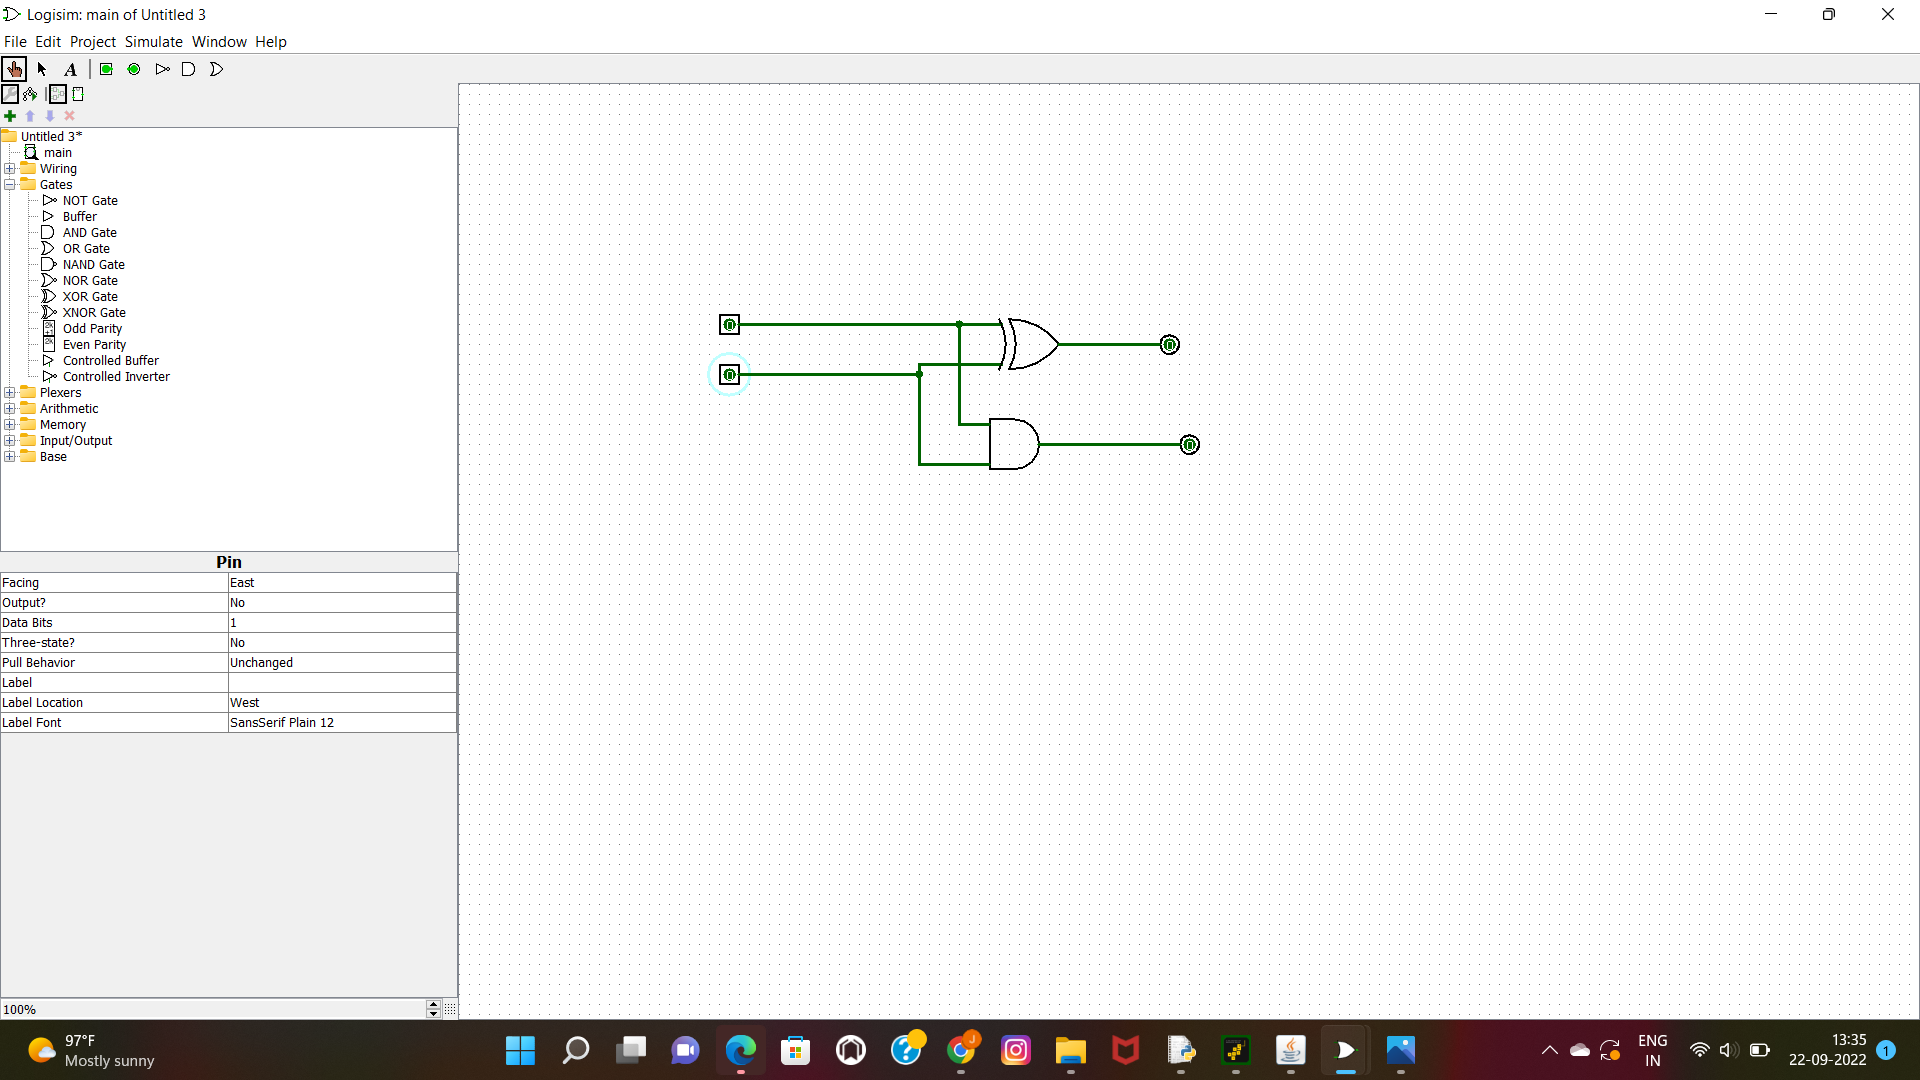 Logisim: main of Untitled 3
File Edit Project Simulate Window Help
A
Untitled 3*
main
Wiring
Gates
NOT Gate
Buffer
AND Gate
OR Gate
NAND Gate
NOR Gate
XOR Gate
XNOR Gate
Odd Parity
Even Parity
Controlled Buffer
Controlled Inverter
Plexers
Arithmetic
Memory
Input/Output
Base
Pin
Facing East
Output? No
Data Bits 1
Three-state? No
Pull Behavior Unchanged
Label
Label Location West
Label Font SansSerif Plain 12
100%
0
0
0
0
97°F
Mostly sunny
ENG
IN
13:35
22-09-2022
1